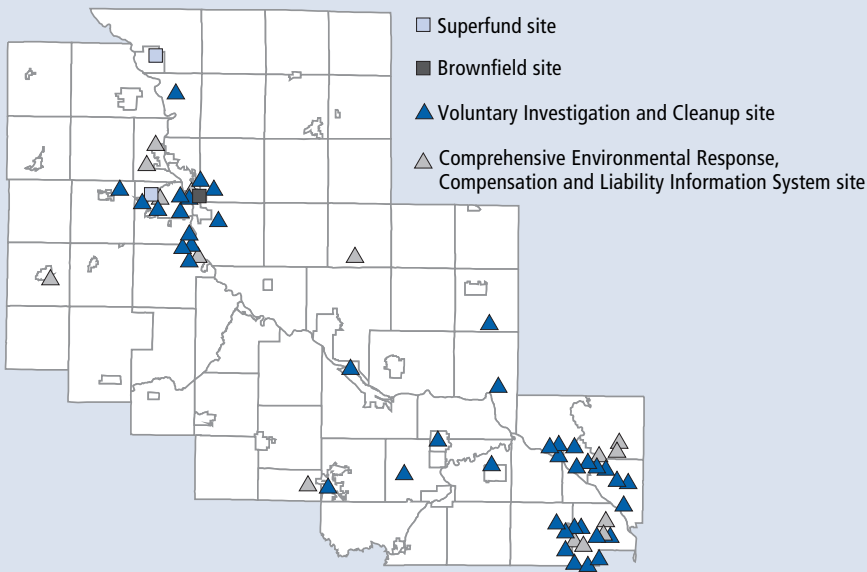 Superfund site
Brownfield site
Voluntary Investigation and Cleanup site
Comprehensive Environmental Response,
Compensation and Liability Information System site